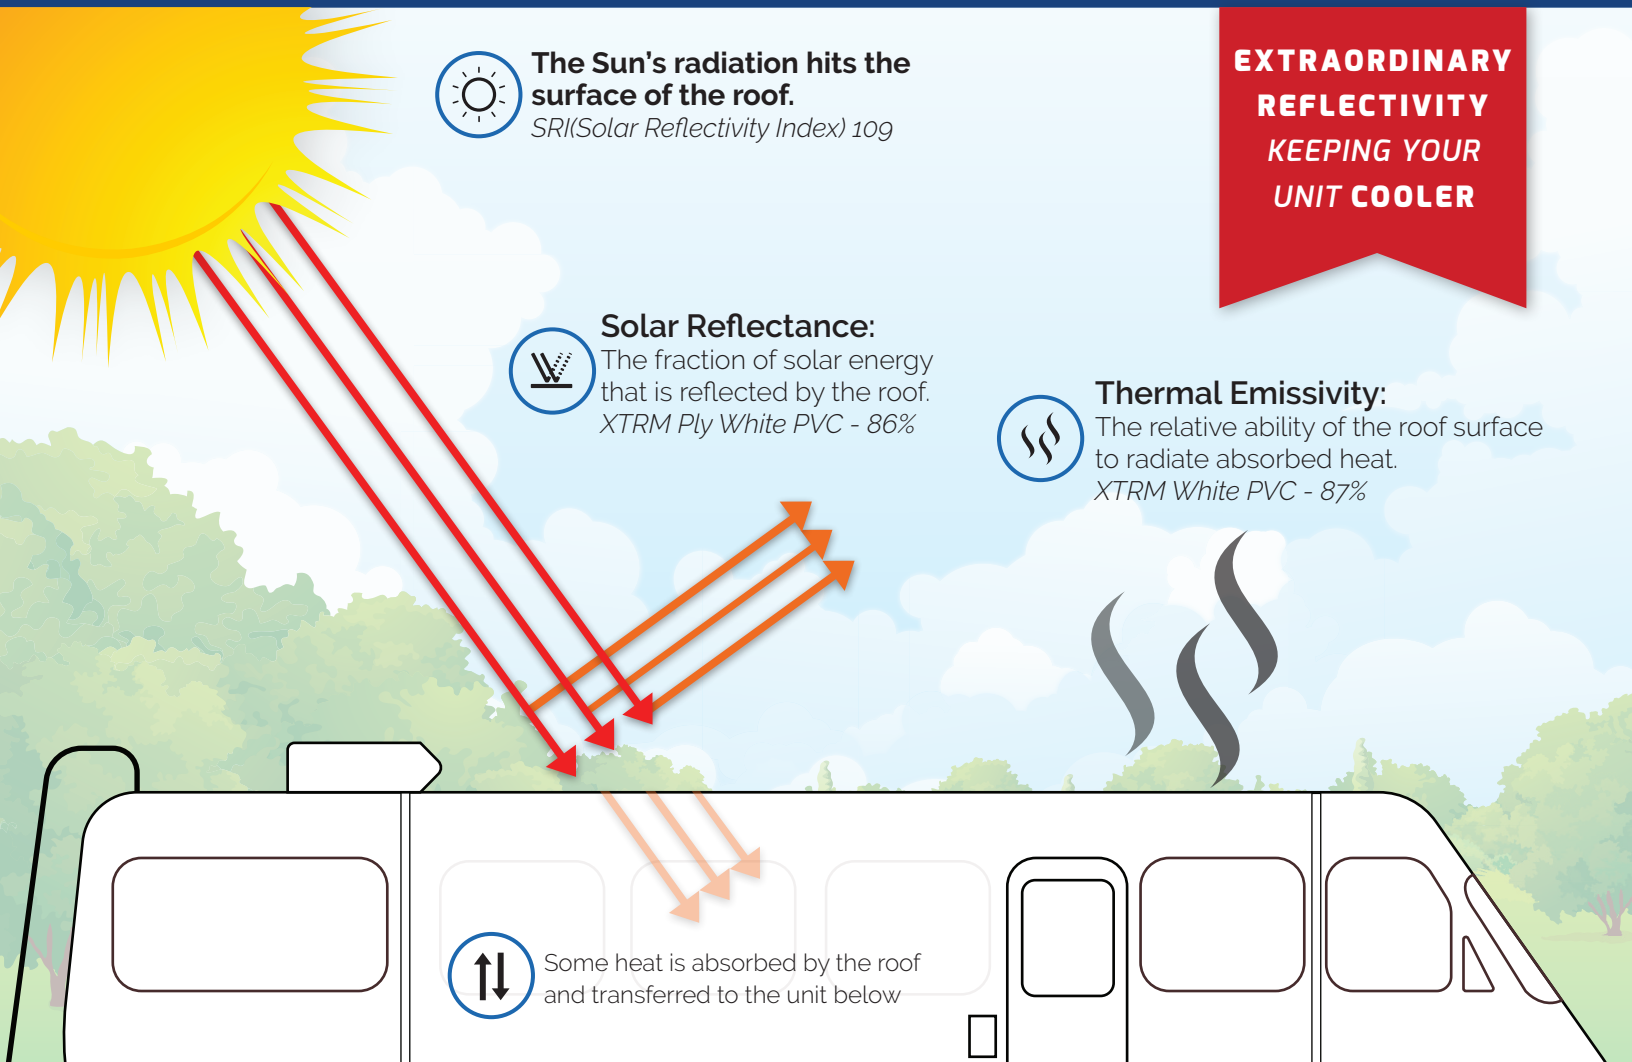 The Sun’s radiation hits the
surface of the roof.
SRI(Solar Reflectivity Index) 109
EXTRAORDINARY
REFLECTIVITY
KEEPING YOUR
UNIT COOLER
Solar Reflectance:
The fraction of solar energy
that is reflected by the roof.
XTRM Ply White PVC - 86%
Thermal Emissivity:
The relative ability of the roof surface
to radiate absorbed heat.
XTRM White PVC - 87%
Some heat is absorbed by the roof
and transferred to the unit below